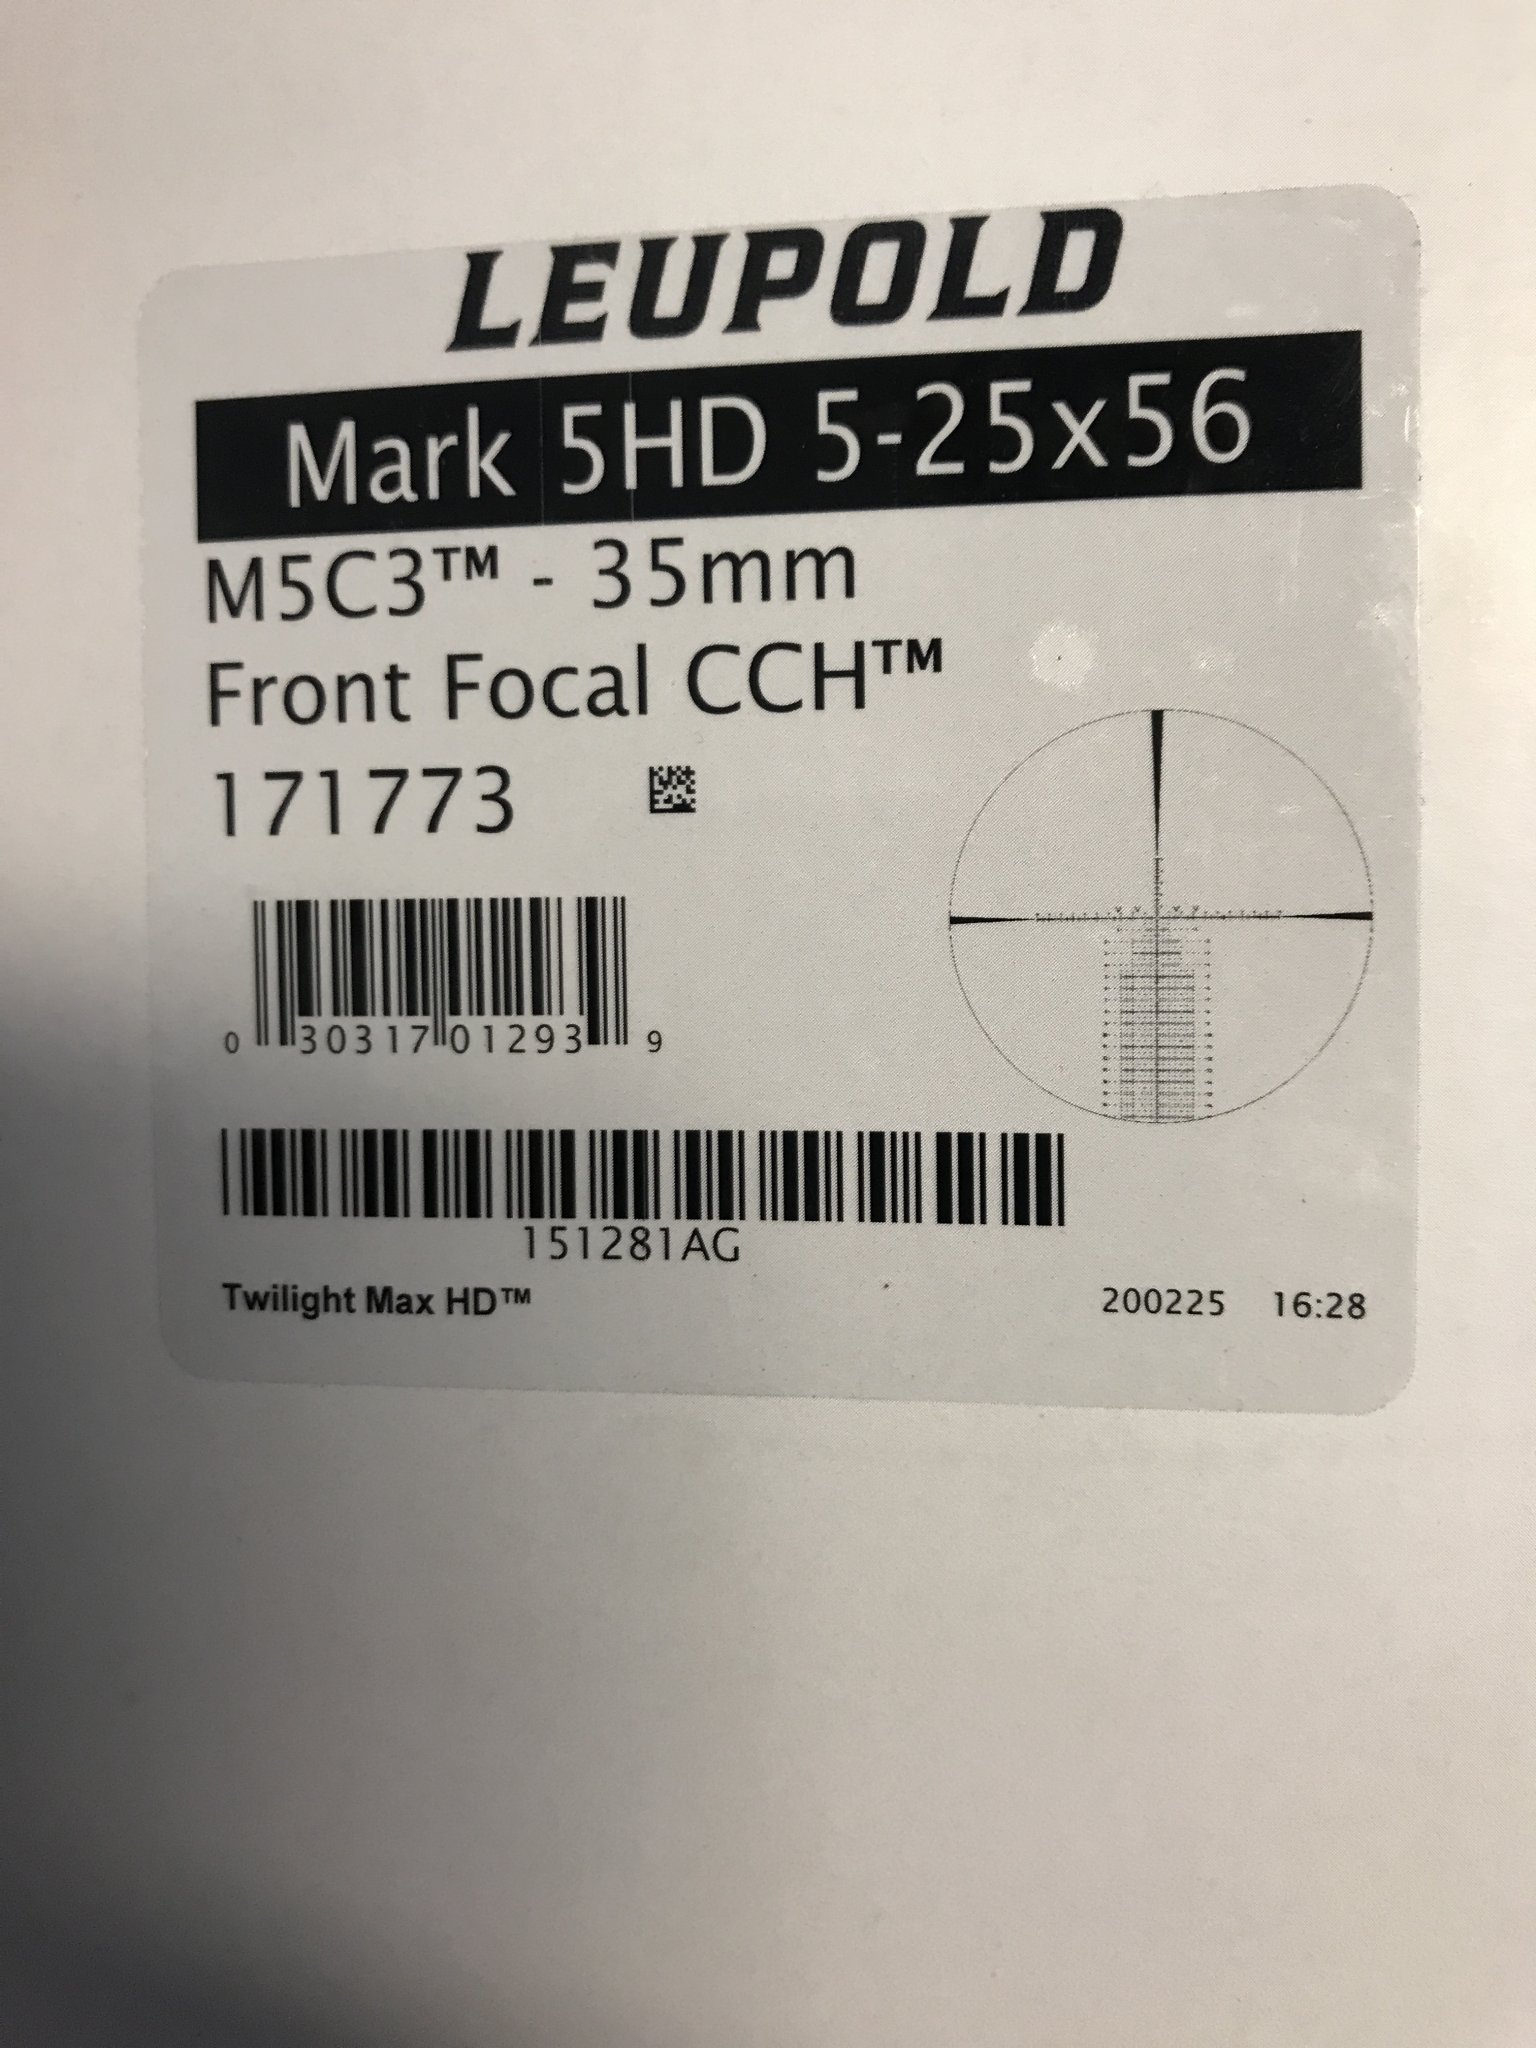 LEUPOLD
Mark 5HD 5-25x56
M5C3™ - 35mm
Front Focal CCH™
171773
0 30317 01293 9
151281AG
Twilight Max HD™
200225 16:28